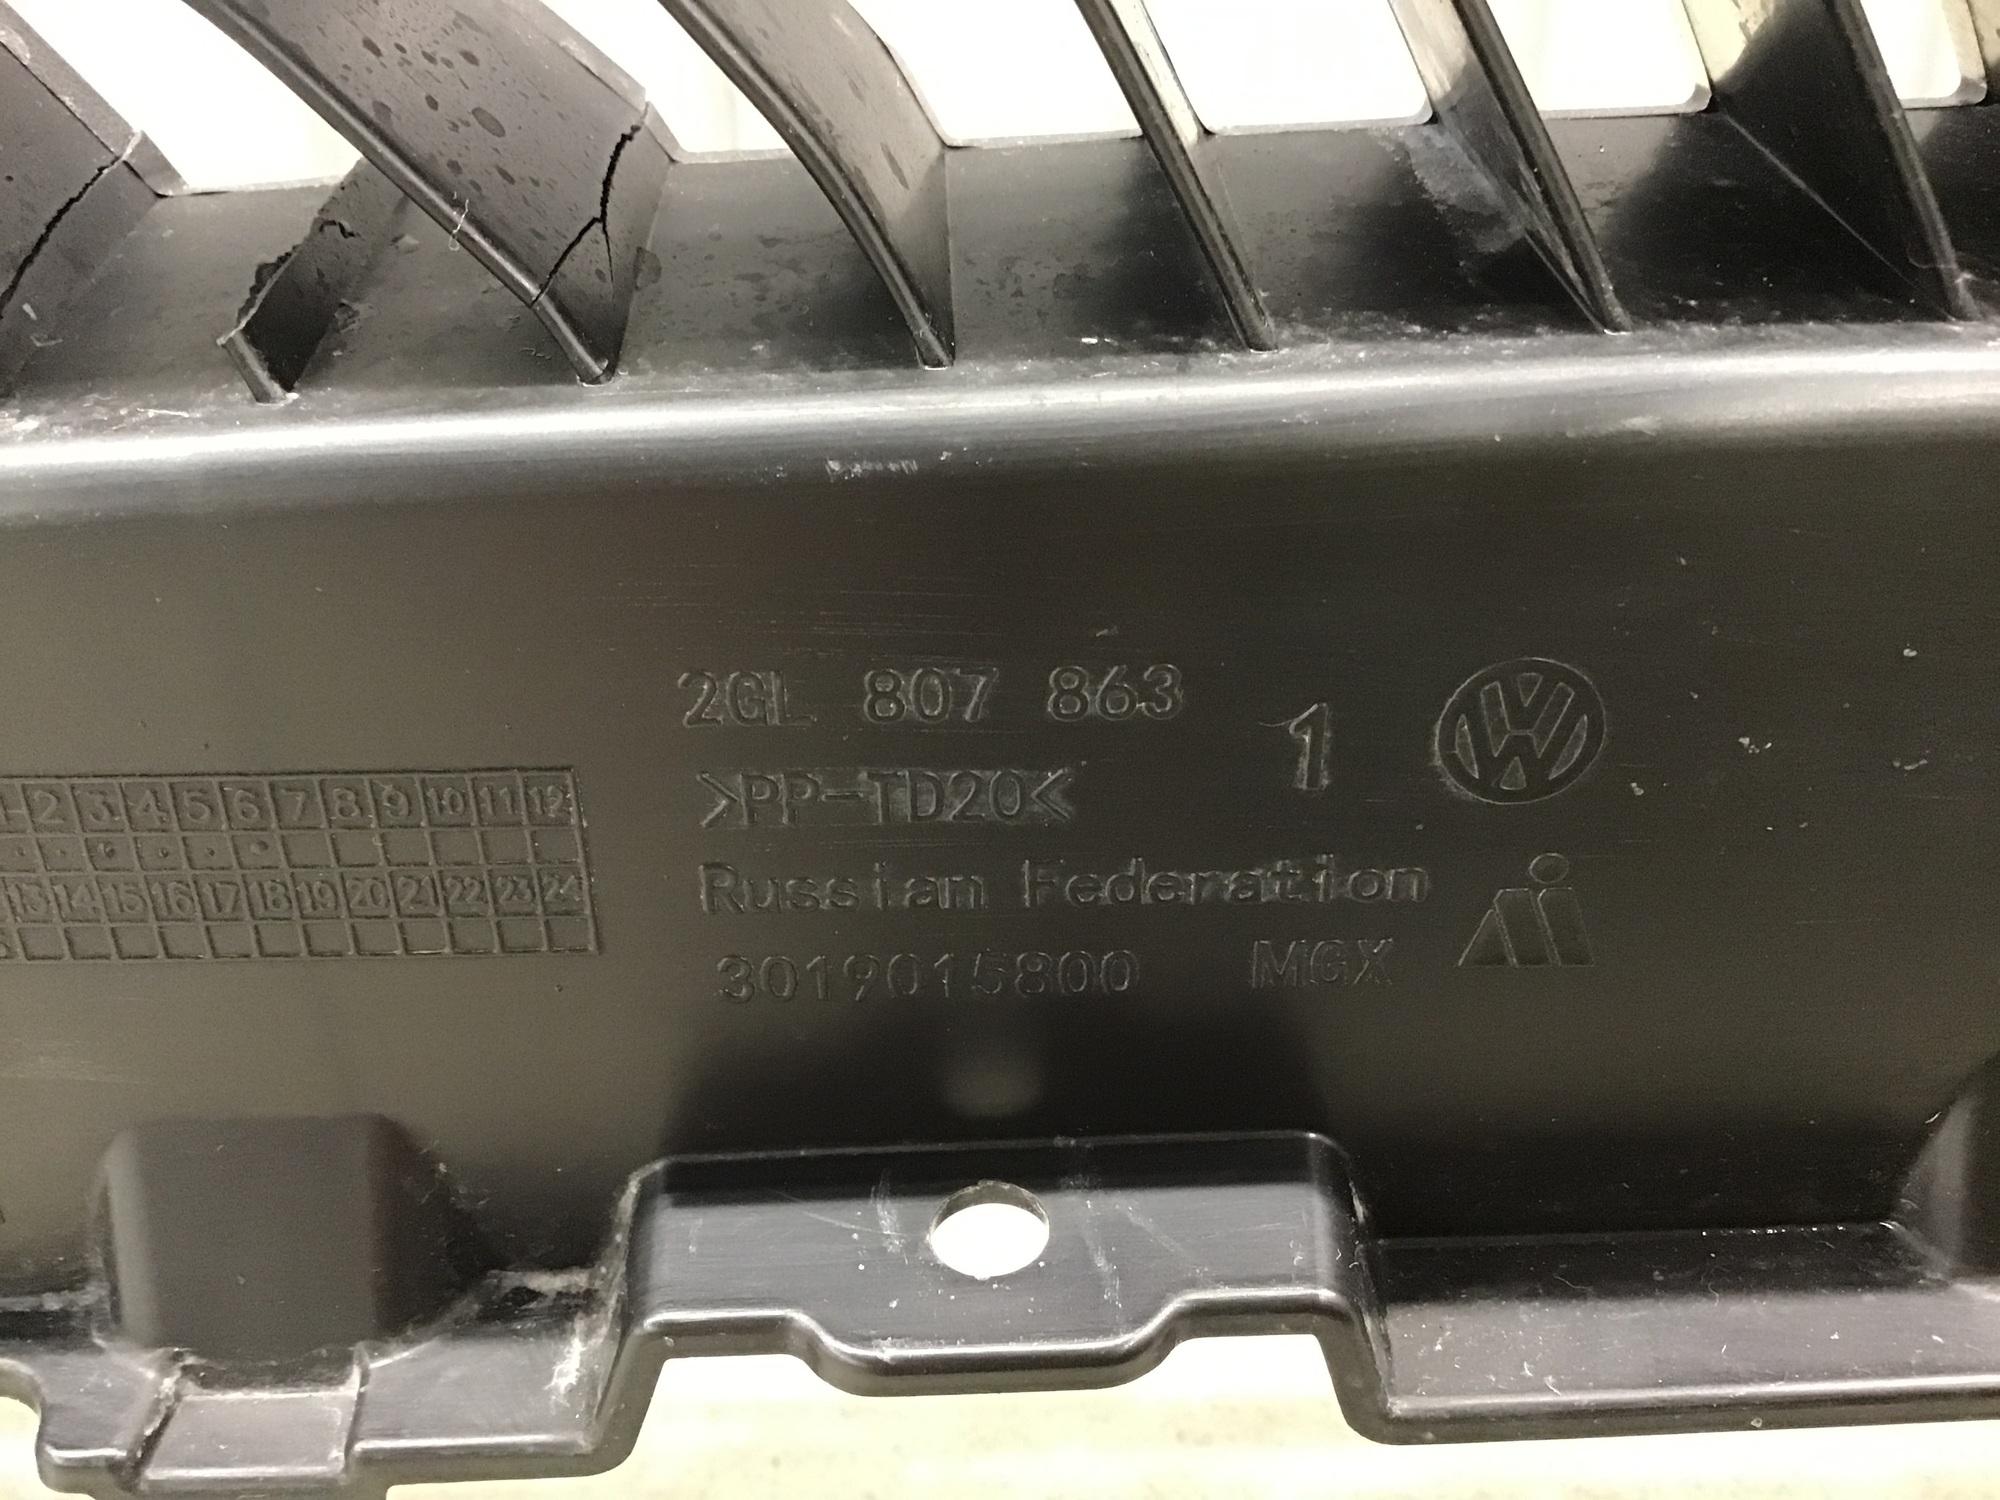 2GL 807 863
1
>PP-TD20<
Russian Federation
3019015800 MGX
1 2 3 4 5 6 7 8 9 10 11 12
13 14 15 16 17 18 19 20 21 22 23 24